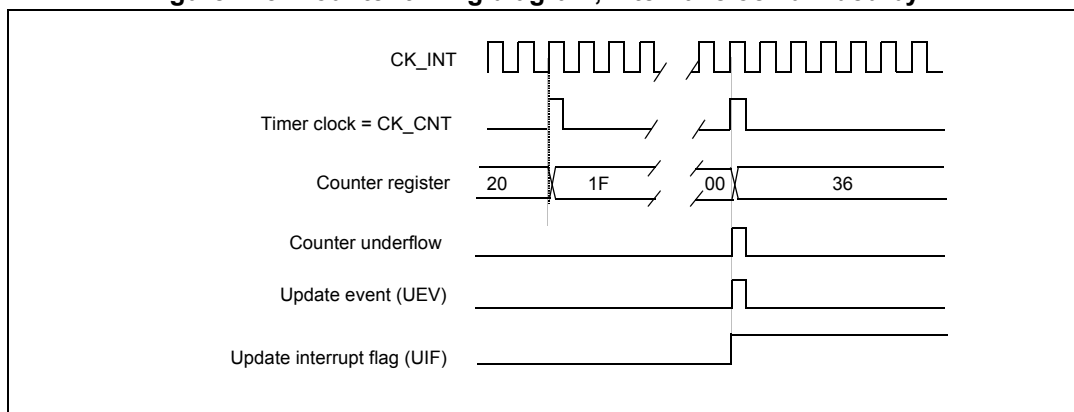 CK_INT
Timer clock = CK_CNT
Counter register 20 1F 00 36
Counter underflow
Update event (UEV)
Update interrupt flag (UIF)